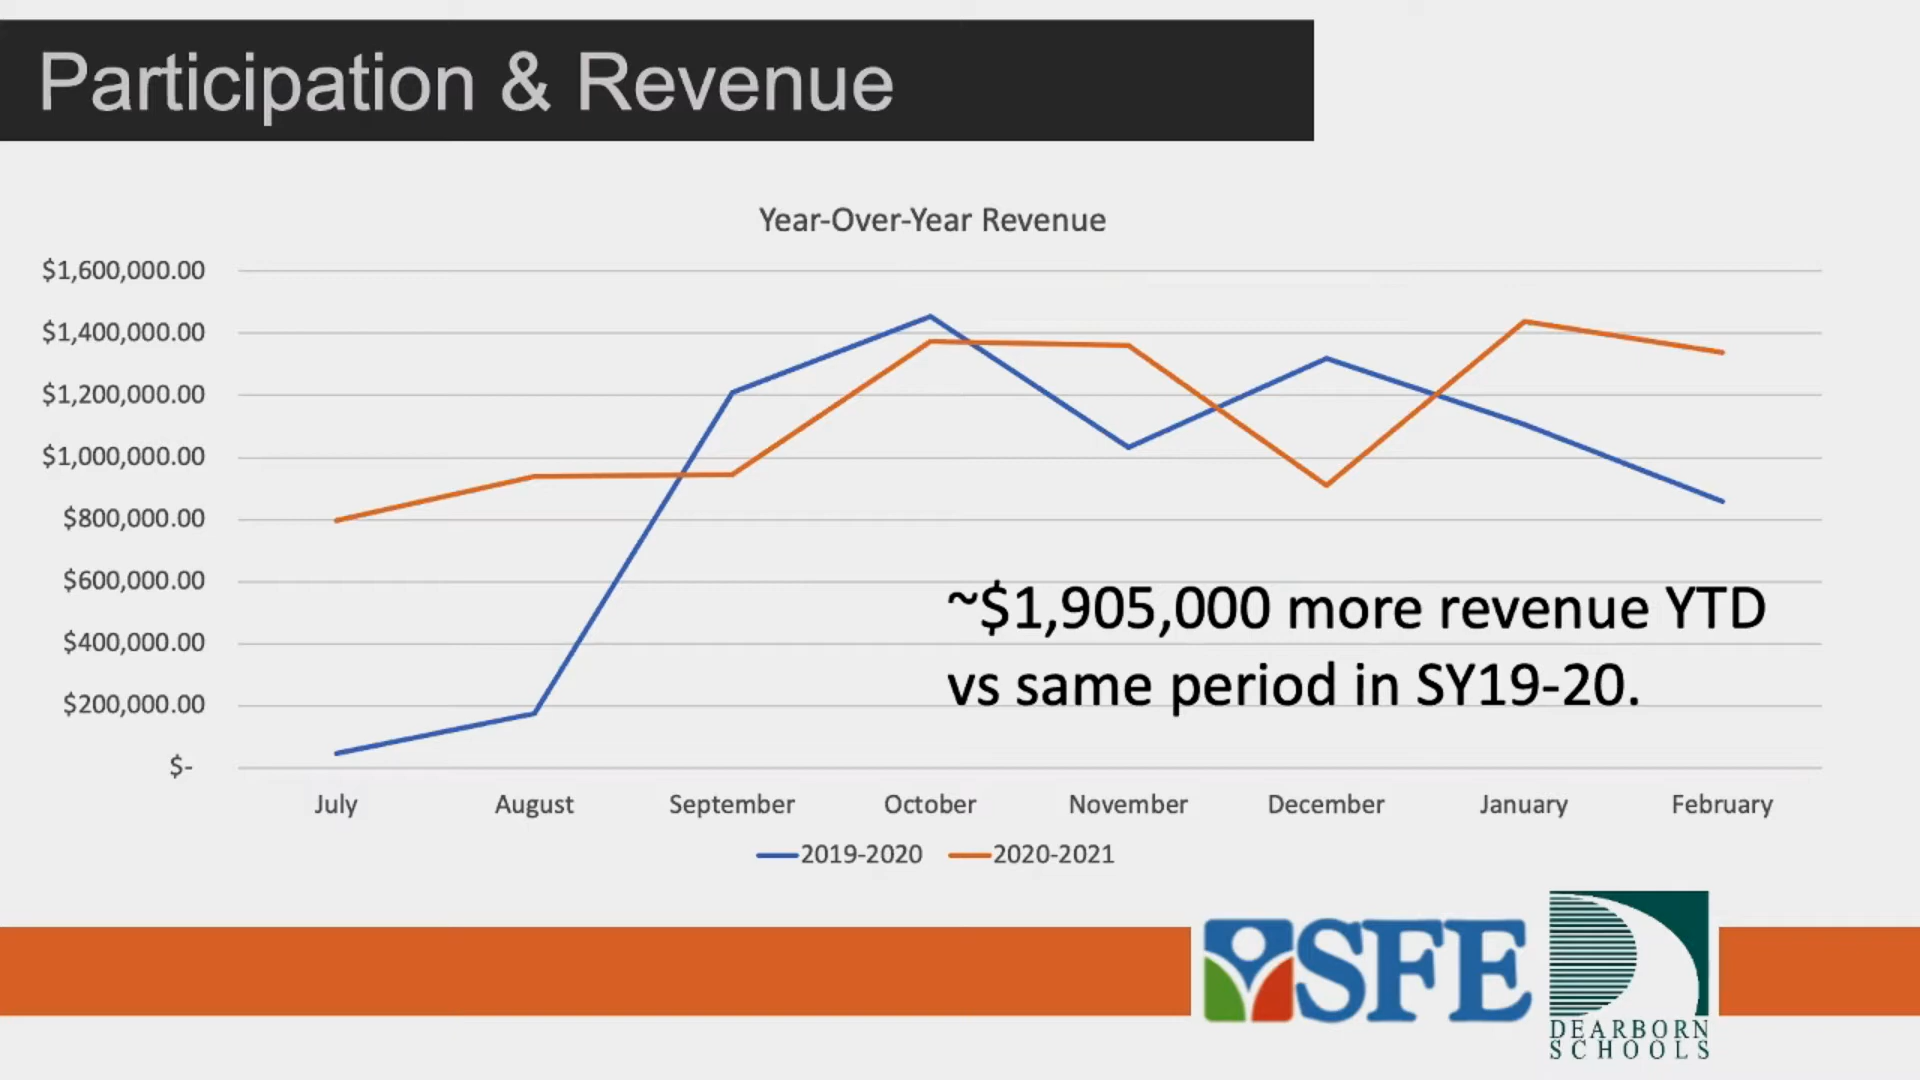 Participation & Revenue
Year-Over-Year Revenue
$1,600,000.00
$1,400,000.00
$1,200,000.00
$1,000,000.00
$800,000.00
$600,000.00
$400,000.00
$200,000.00
$-
~$1,905,000 more revenue YTD
vs same period in SY19-20.
July August September October November December January February
2019-2020 2020-2021
SFE
DEARBORN
SCHOOLS